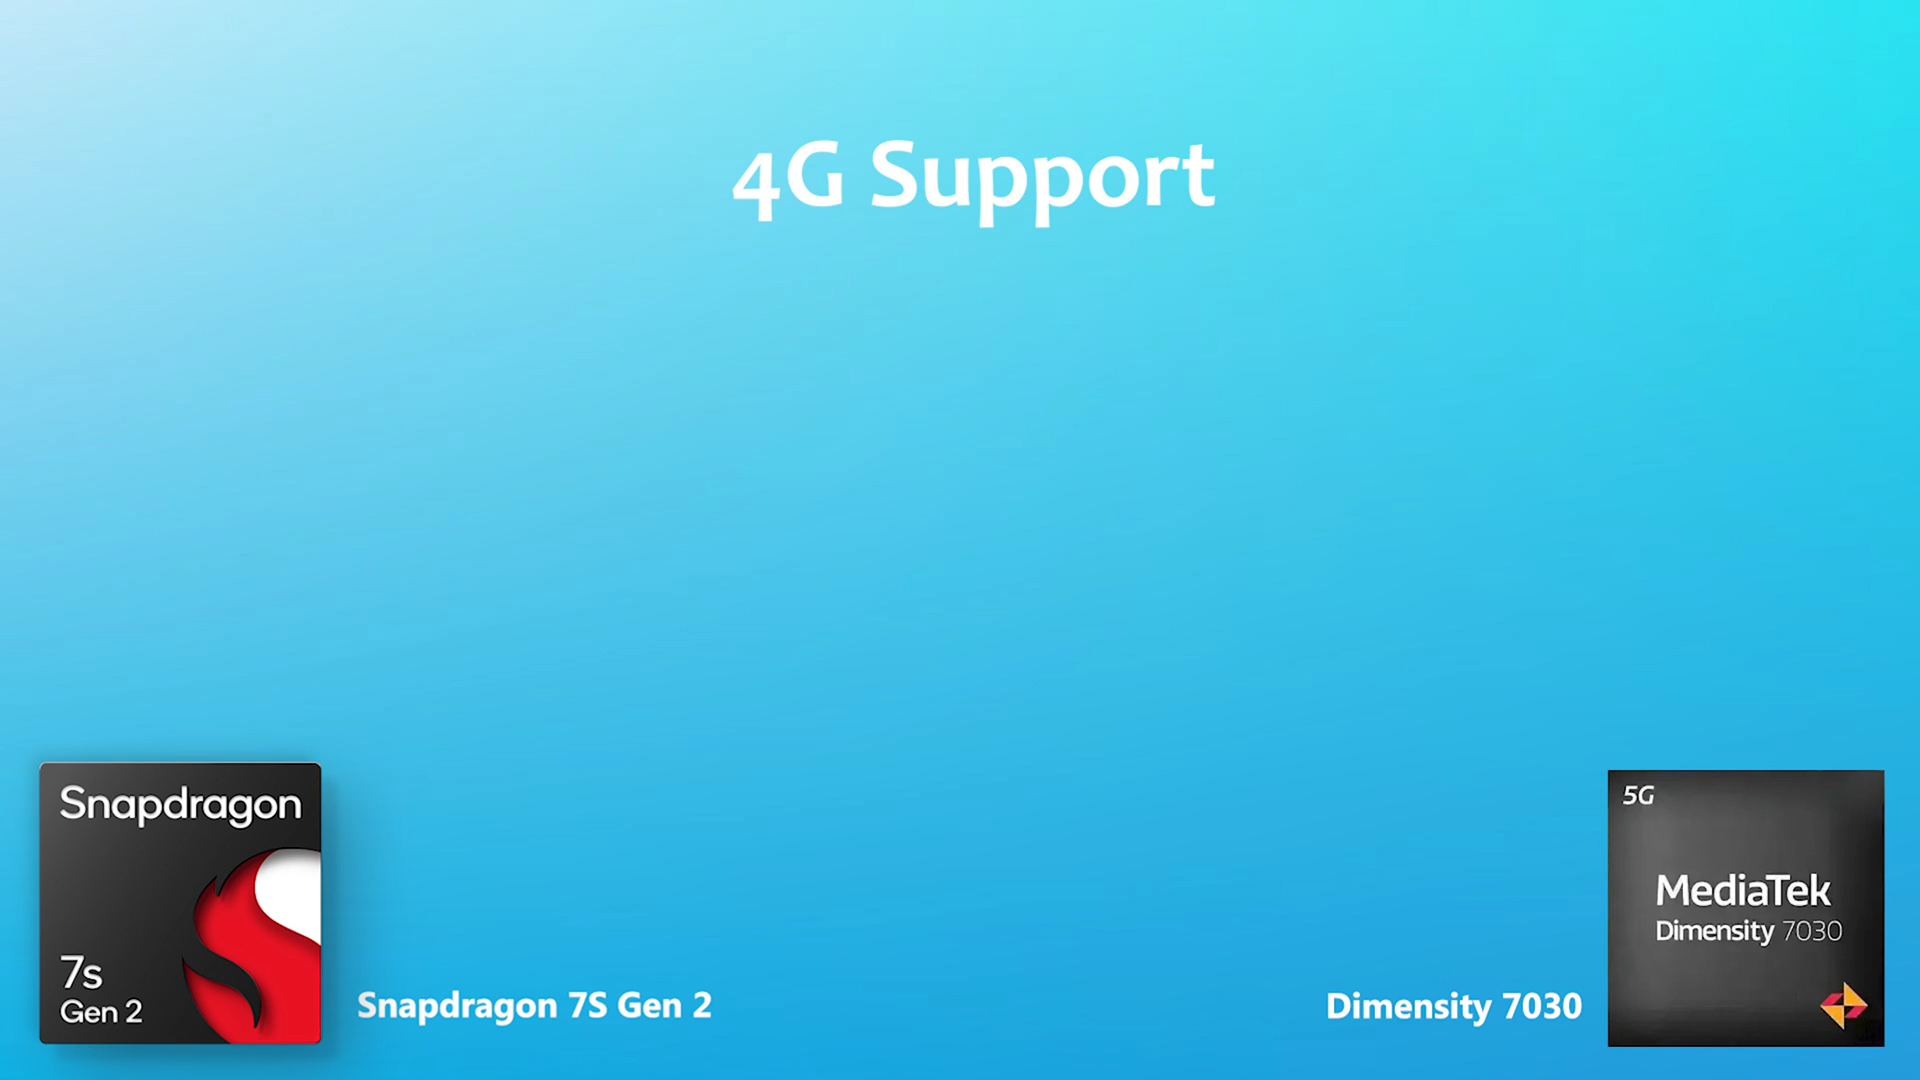 4G Support
Snapdragon
7s
Gen 2
Snapdragon 7S Gen 2
Dimensity 7030
5G
MediaTek
Dimensity 7030